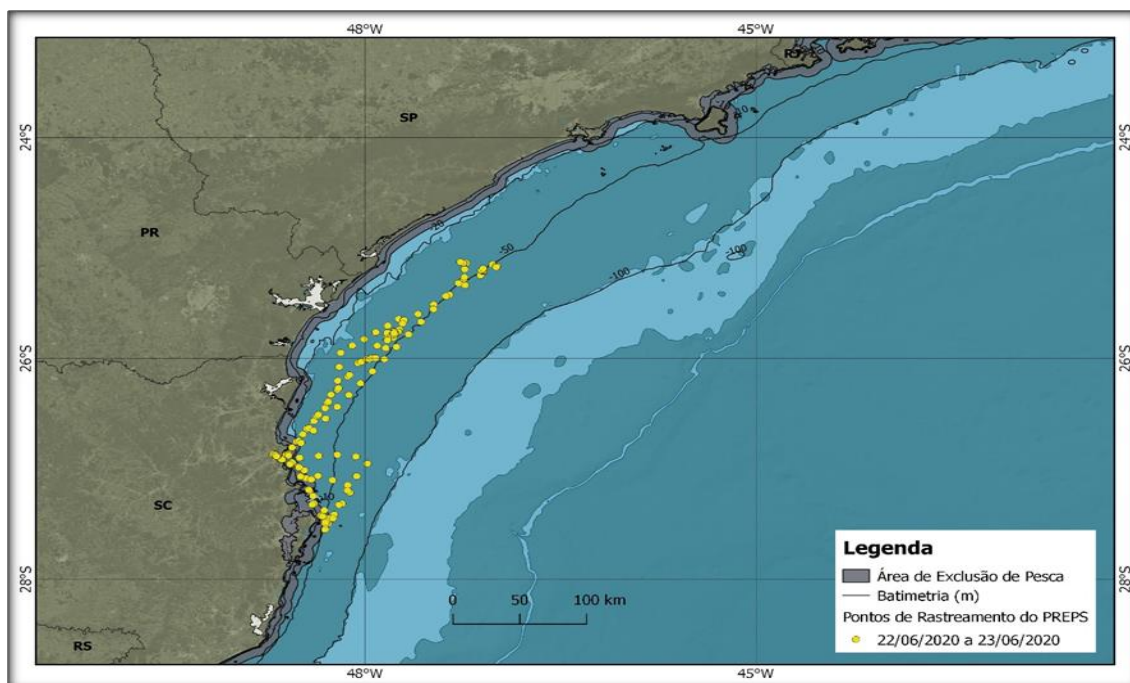 48°W
45°W
RJ
SP
24°S
24°S
PR
-20
-50
-100
-100
26°S
26°S
SC
28°S
28°S
0 50 100 km
RS
Legenda
Área de Exclusão de Pesca
Batimetria (m)
Pontos de Rastreamento do PREPS
22/06/2020 a 23/06/2020
48°W
45°W